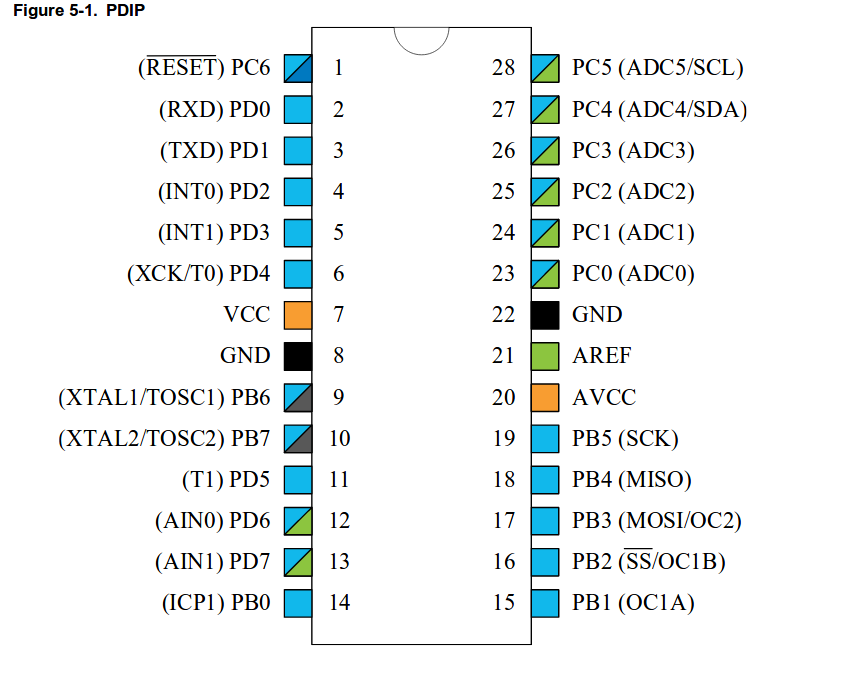 Figure 5-1. PDIP
(RESET) PC6 1 28 PC5 (ADC5/SCL)
(RXD) PD0 2 27 PC4 (ADC4/SDA)
(TXD) PD1 3 26 PC3 (ADC3)
(INT0) PD2 4 25 PC2 (ADC2)
(INT1) PD3 5 24 PC1 (ADC1)
(XCK/T0) PD4 6 23 PC0 (ADC0)
VCC 7 22 GND
GND 8 21 AREF
(XTAL1/TOSC1) PB6 9 20 AVCC
(XTAL2/TOSC2) PB7 10 19 PB5 (SCK)
(T1) PD5 11 18 PB4 (MISO)
(AIN0) PD6 12 17 PB3 (MOSI/OC2)
(AIN1) PD7 13 16 PB2 (SS/OC1B)
(ICP1) PB0 14 15 PB1 (OC1A)